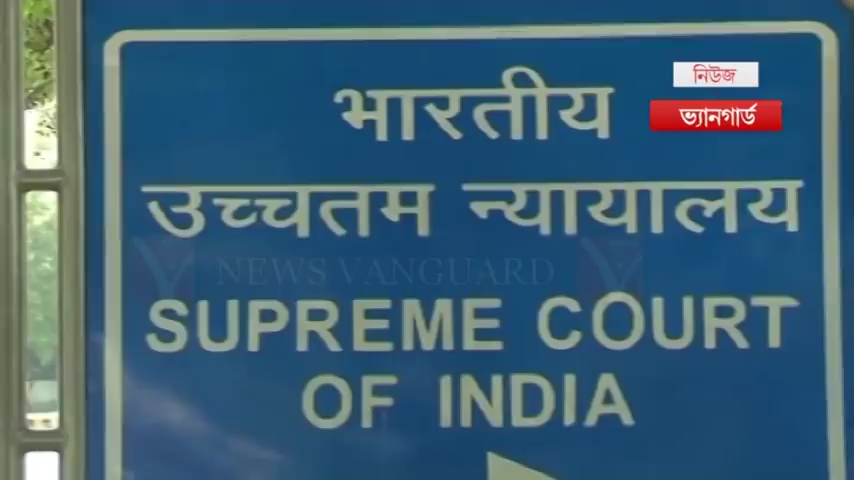 নিউজ
ভ্যানগার্ড
भारतीय
उच्चतम न्यायालय
NEWS VANGUARD
SUPREME COURT
OF INDIA